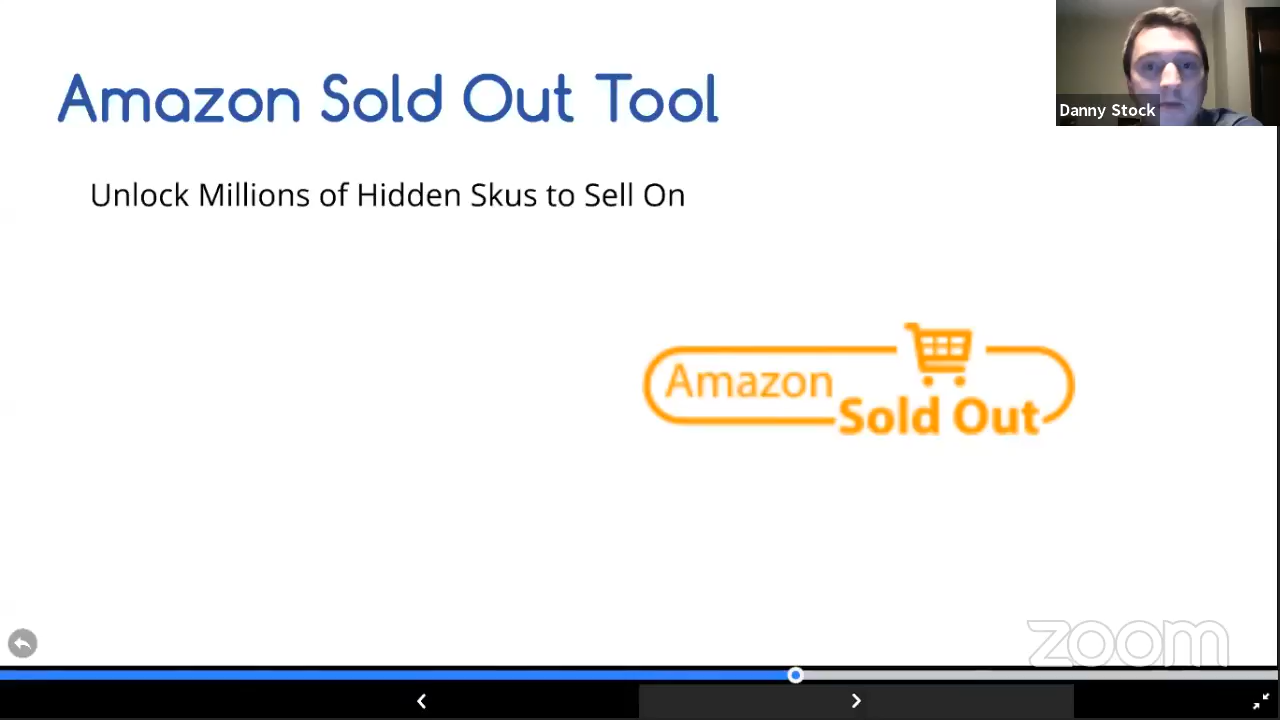 Amazon Sold Out Tool
Danny Stock
Unlock Millions of Hidden Skus to Sell On
Amazon
Sold Out
zoom